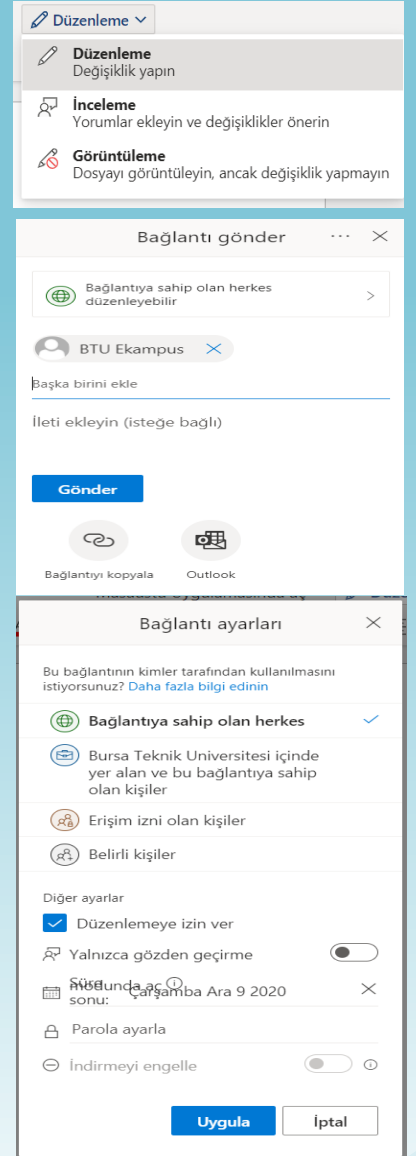 Düzenleme
Düzenleme
Değişiklik yapın
İnceleme
Yorumlar ekleyin ve değişiklikler önerin
Görüntüleme
Dosyayı görüntüleyin, ancak değişiklik yapmayın
Bağlantı gönder
Bağlantıya sahip olan herkes
düzenleyebilir
BTU Ekampus
Başka birini ekle
İleti ekleyin (isteğe bağlı)
Gönder
Bağlantıyı kopyala Outlook
Bağlantı ayarları
Bu bağlantının kimler tarafından kullanılmasını
istiyorsunuz? Daha fazla bilgi edinin
Bağlantıya sahip olan herkes
Bursa Teknik Universitesi içinde
yer alan ve bu bağlantıya sahip
olan kişiler
Erişim izni olan kişiler
Belirli kişiler
Diğer ayarlar
Düzenlemeye izin ver
Yalnızca gözden geçirme
modunda aç
Süre
sonu: Çarşamba Ara 9 2020
Parola ayarla
İndirmeyi engelle
Uygula İptal